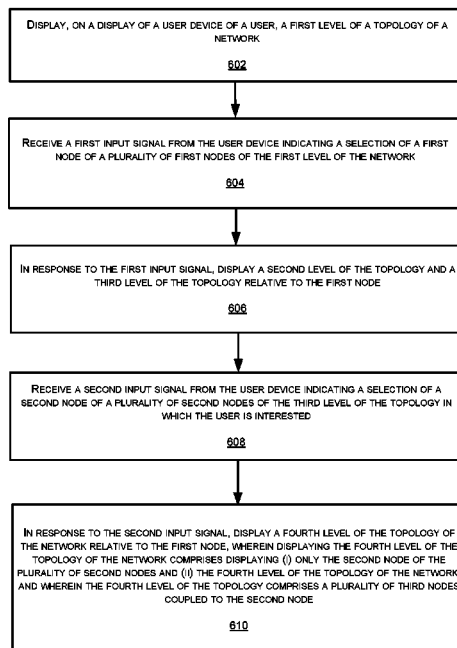 DISPLAY, ON A DISPLAY OF A USER DEVICE OF A USER, A FIRST LEVEL OF A TOPOLOGY OF A
NETWORK
602
RECEIVE A FIRST INPUT SIGNAL FROM THE USER DEVICE INDICATING A SELECTION OF A FIRST
NODE OF A PLURALITY OF FIRST NODES OF THE FIRST LEVEL OF THE NETWORK
604
IN RESPONSE TO THE FIRST INPUT SIGNAL, DISPLAY A SECOND LEVEL OF THE TOPOLOGY AND A
THIRD LEVEL OF THE TOPOLOGY RELATIVE TO THE FIRST NODE
606
RECEIVE A SECOND INPUT SIGNAL FROM THE USER DEVICE INDICATING A SELECTION OF A
SECOND NODE OF A PLURALITY OF SECOND NODES OF THE THIRD LEVEL OF THE TOPOLOGY IN
WHICH THE USER IS INTERESTED
608
IN RESPONSE TO THE SECOND INPUT SIGNAL, DISPLAY A FOURTH LEVEL OF THE TOPOLOGY OF
THE NETWORK RELATIVE TO THE FIRST NODE, WHEREIN DISPLAYING THE FOURTH LEVEL OF THE
TOPOLOGY OF THE NETWORK COMPRISES DISPLAYING (I) ONLY THE SECOND NODE OF THE
PLURALITY OF SECOND NODES AND (II) THE FOURTH LEVEL OF THE TOPOLOGY OF THE NETWORK
AND WHEREIN THE FOURTH LEVEL OF THE TOPOLOGY COMPRISES A PLURALITY OF THIRD NODES
COUPLED TO THE SECOND NODE
610